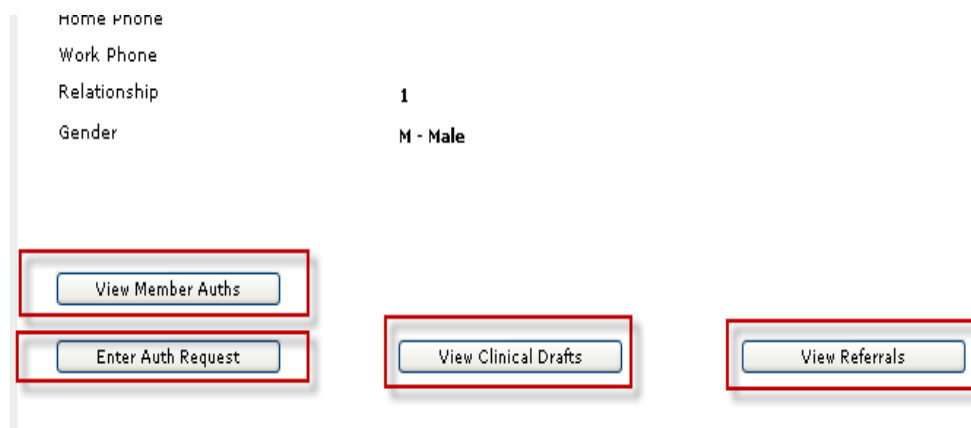 Home Phone
Work Phone
Relationship 1
Gender M - Male
View Member Auths
Enter Auth Request View Clinical Drafts View Referrals